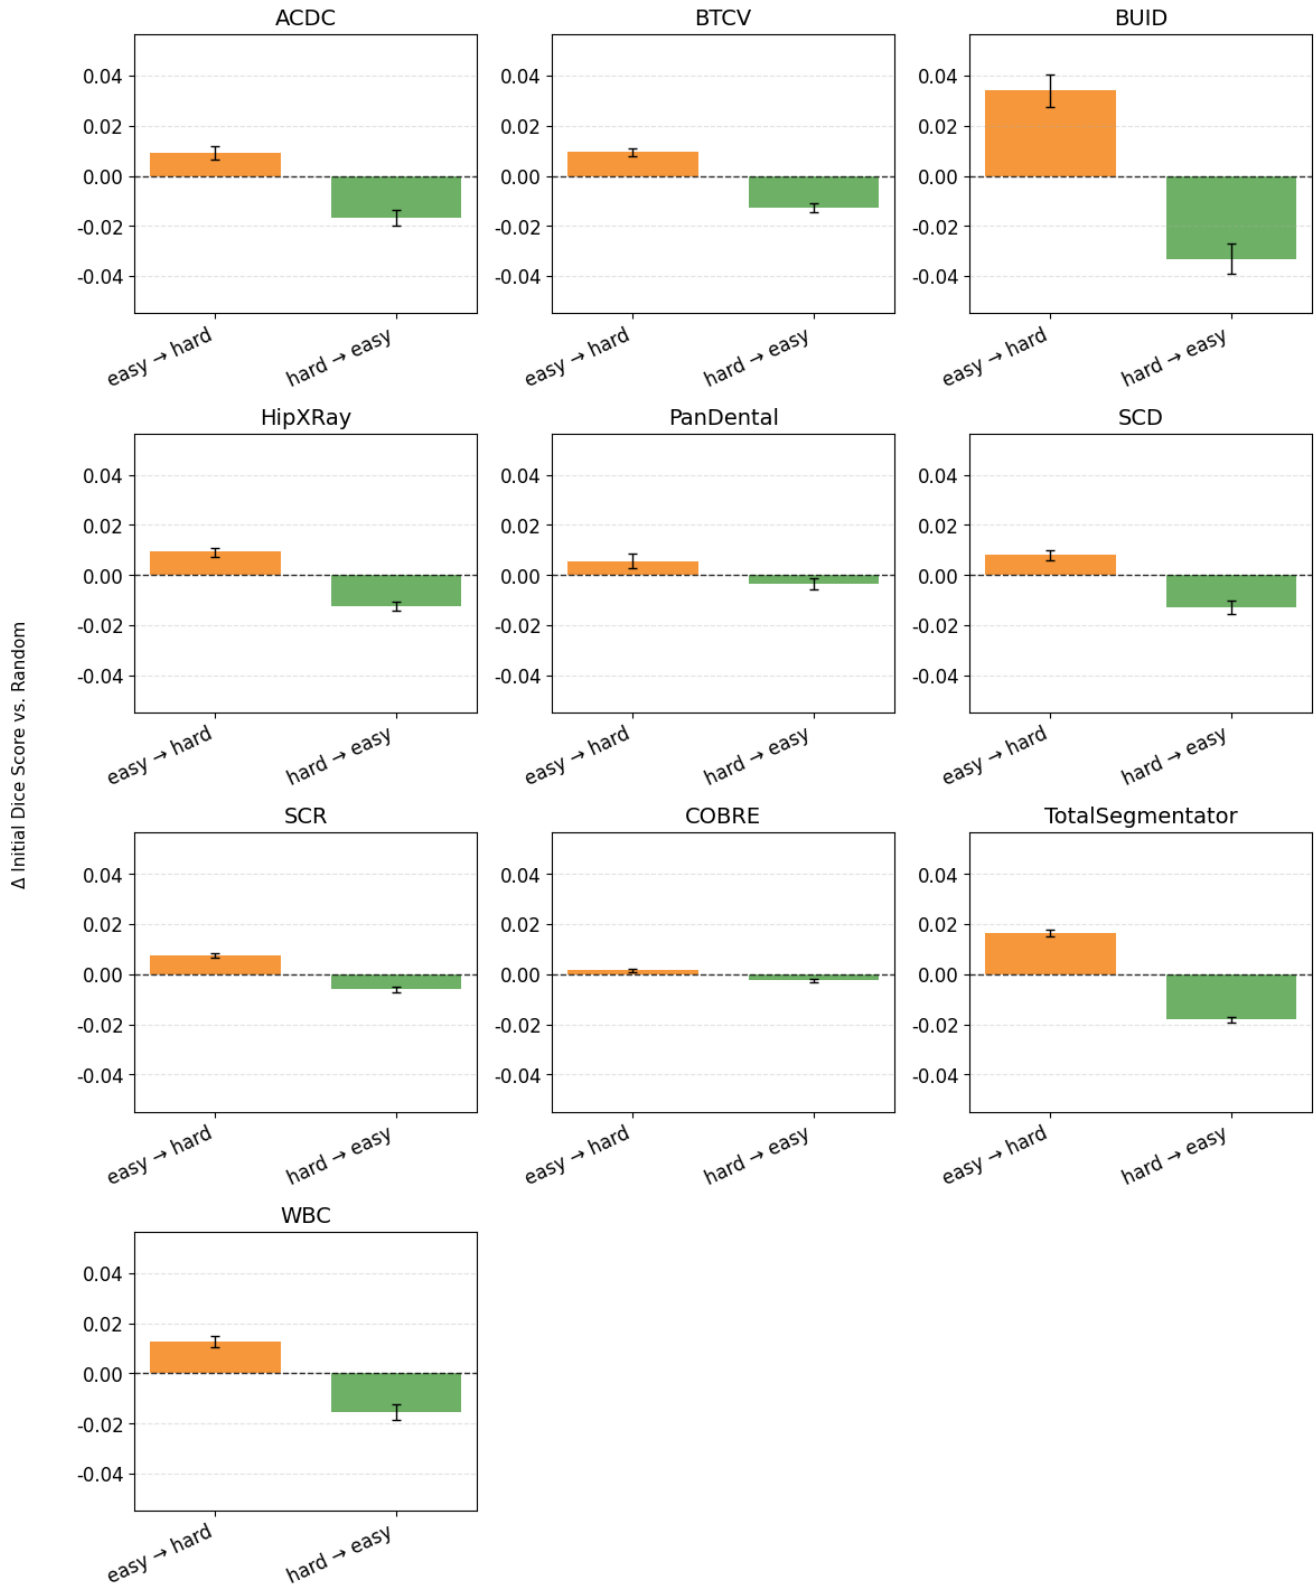 Δ Initial Dice Score vs. Random
ACDC
0.04
0.02
0.00
-0.02
-0.04
easy → hard
hard → easy
BTCV
0.04
0.02
0.00
-0.02
-0.04
easy → hard
hard → easy
BUID
0.04
0.02
0.00
-0.02
-0.04
easy → hard
hard → easy
HipXRay
0.04
0.02
0.00
-0.02
-0.04
easy → hard
hard → easy
PanDental
0.04
0.02
0.00
-0.02
-0.04
easy → hard
hard → easy
SCD
0.04
0.02
0.00
-0.02
-0.04
easy → hard
hard → easy
SCR
0.04
0.02
0.00
-0.02
-0.04
easy → hard
hard → easy
COBRE
0.04
0.02
0.00
-0.02
-0.04
easy → hard
hard → easy
TotalSegmentator
0.04
0.02
0.00
-0.02
-0.04
easy → hard
hard → easy
WBC
0.04
0.02
0.00
-0.02
-0.04
easy → hard
hard → easy